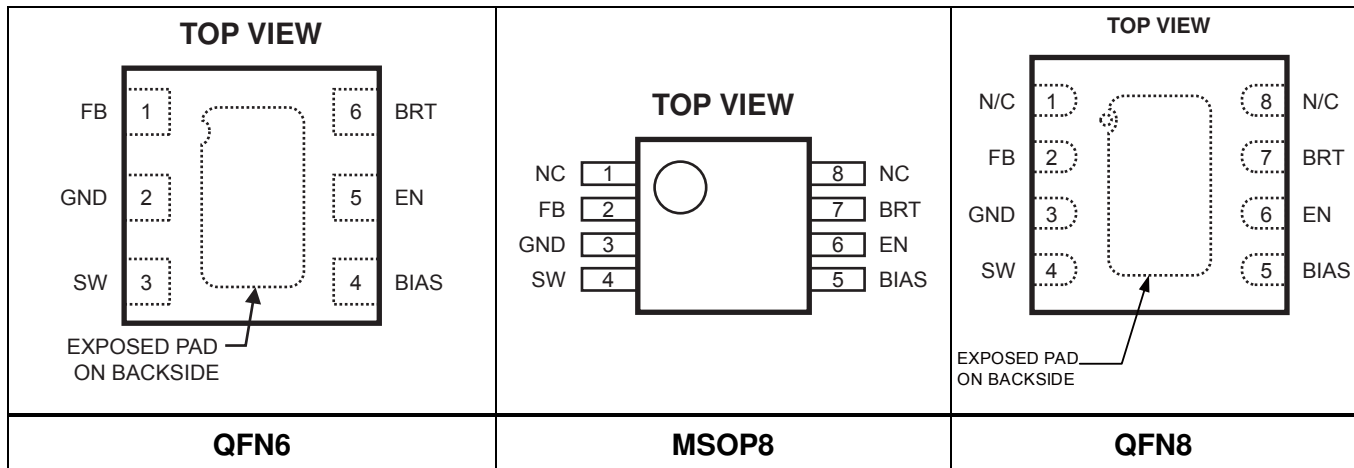 TOP VIEW
FB 1 6 BRT
GND 2 5 EN
SW 3 4 BIAS
EXPOSED PAD
ON BACKSIDE
QFN6
TOP VIEW
NC 1 8 NC
FB 2 7 BRT
GND 3 6 EN
SW 4 5 BIAS
MSOP8
TOP VIEW
N/C 1 8 N/C
FB 2 7 BRT
GND 3 6 EN
SW 4 5 BIAS
EXPOSED PAD
ON BACKSIDE
QFN8